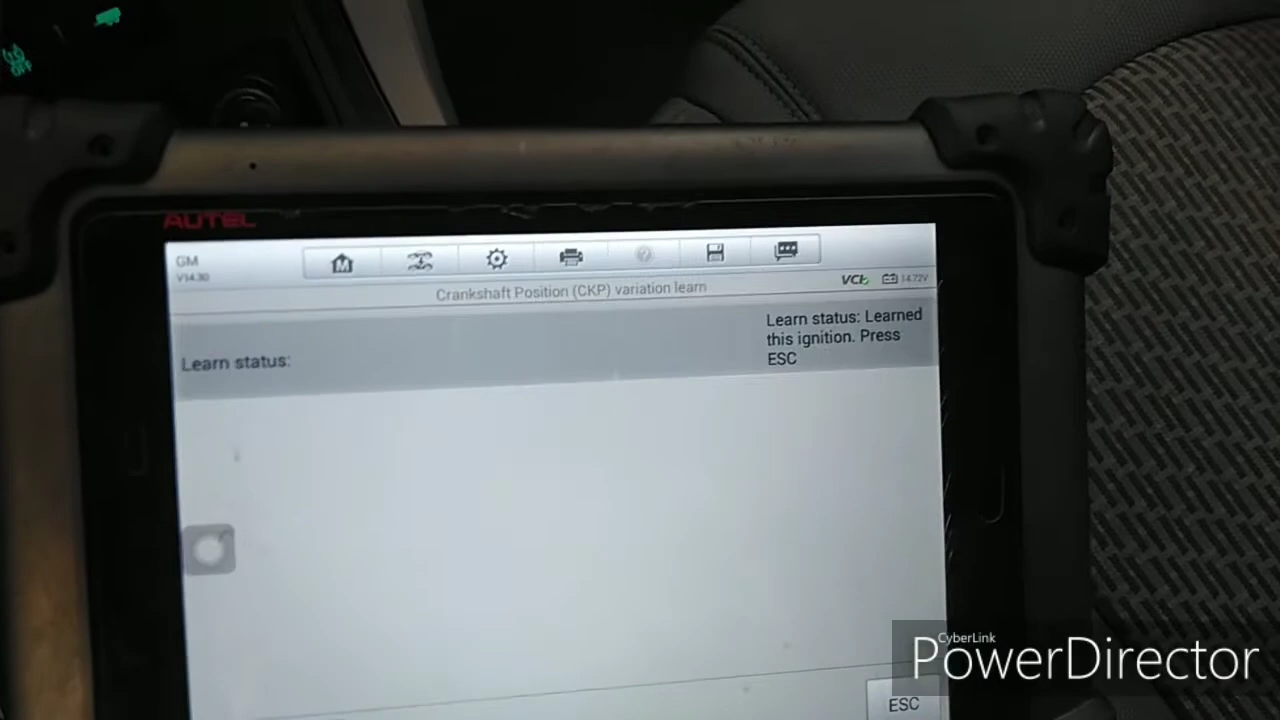 OFF
AUTEL
GM
V14.30
VCI
14.72V
Crankshaft Position (CKP) variation learn
Learn status:
Learn status: Learned
this ignition. Press
ESC
ESC
CyberLink
PowerDirector